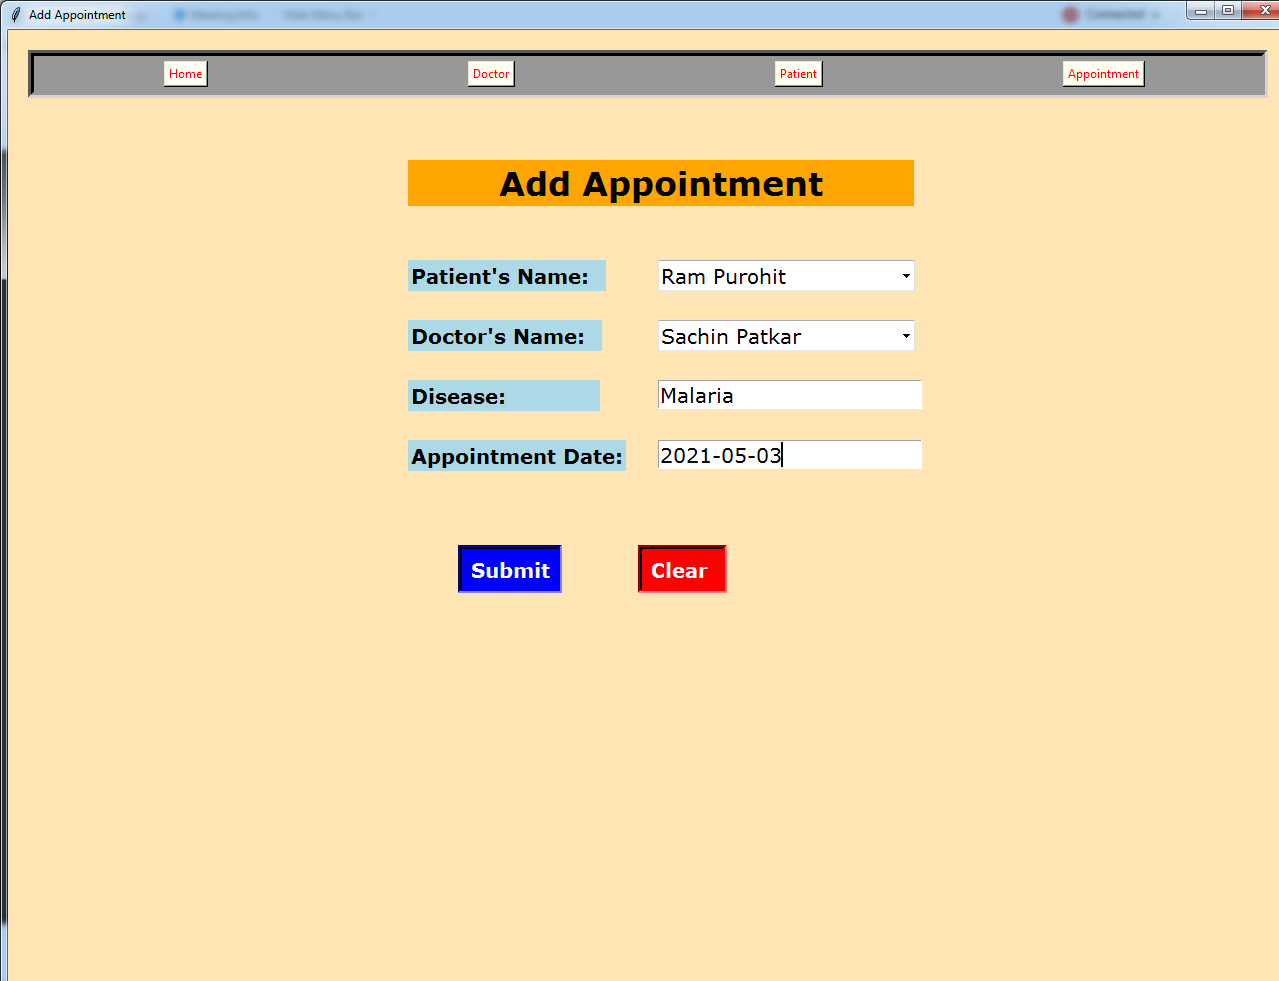 Add Appointment
Home Doctor Patient Appointment
Add Appointment
Patient's Name: Ram Purohit
Doctor's Name: Sachin Patkar
Disease: Malaria
Appointment Date: 2021-05-03
Submit Clear